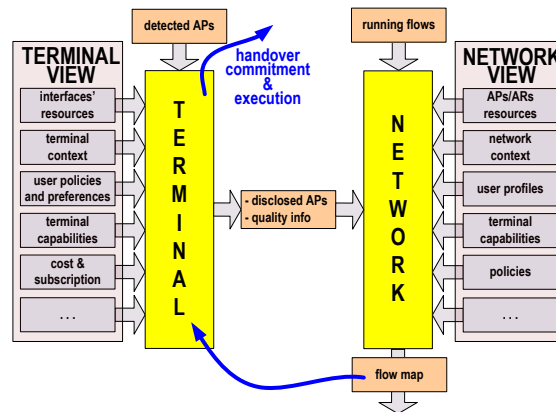 detected APs
running flows
TERMINAL
VIEW
handover
commitment
&
execution
NETWORK
VIEW
interfaces'
resources
terminal
context
user policies
and preferences
terminal
capabilities
cost &
subscription
. . .
TERMINAL
- disclosed APs
- quality info
NETWORK
APs/ARs
resources
network
context
user profiles
terminal
capabilities
policies
. . .
flow map